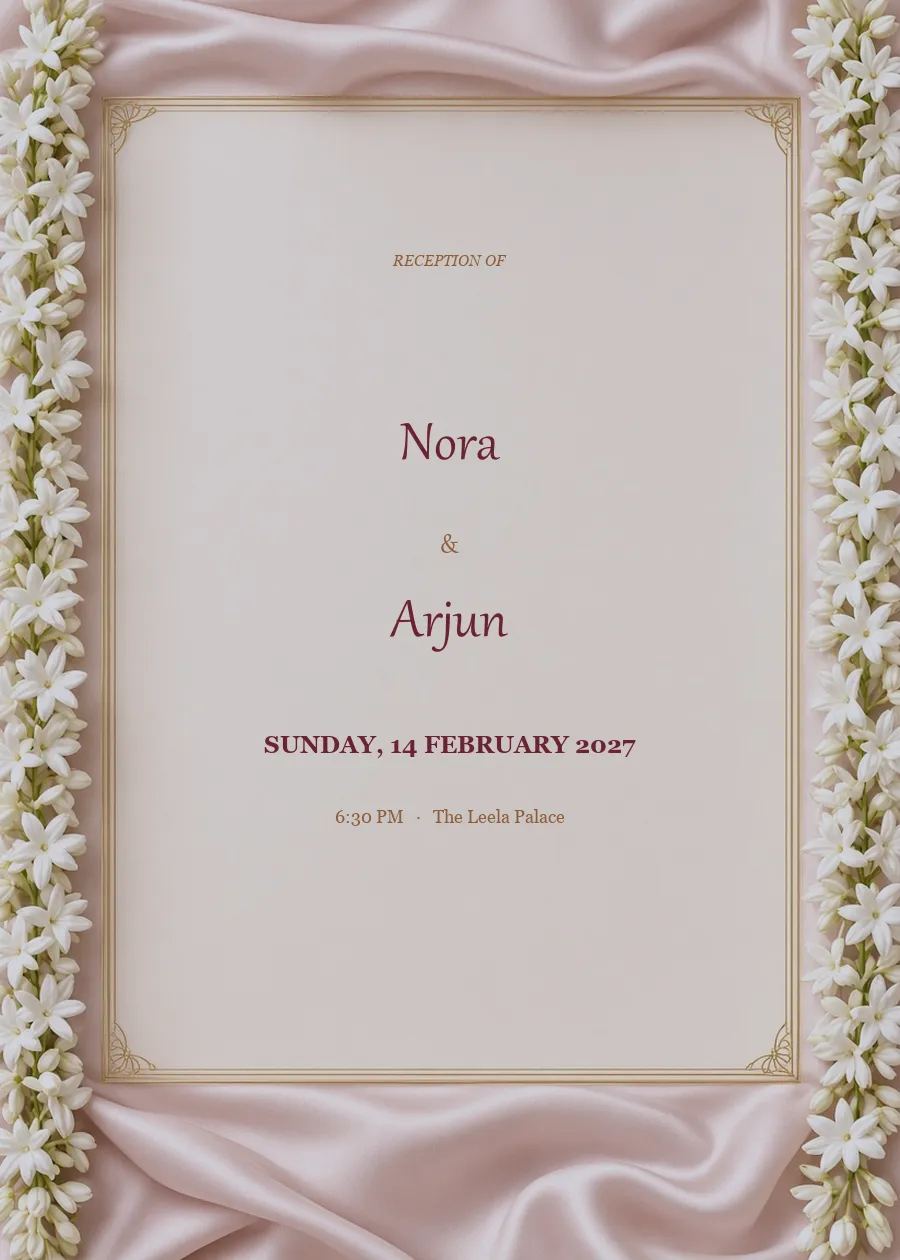 RECEPTION OF
Nora
&
Arjun
SUNDAY, 14 FEBRUARY 2027
6:30 PM · The Leela Palace